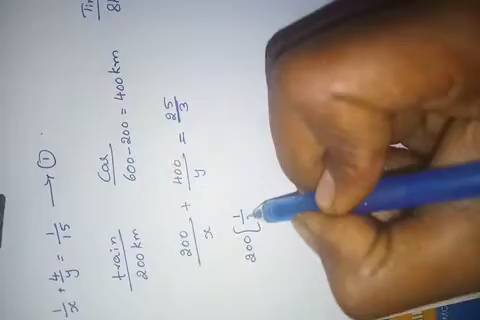 1/x + 4/y = 1/15 → ①
train Car
200 km 600-200 = 400 km
200/x + 400/y = 25/3
200 [ 1/